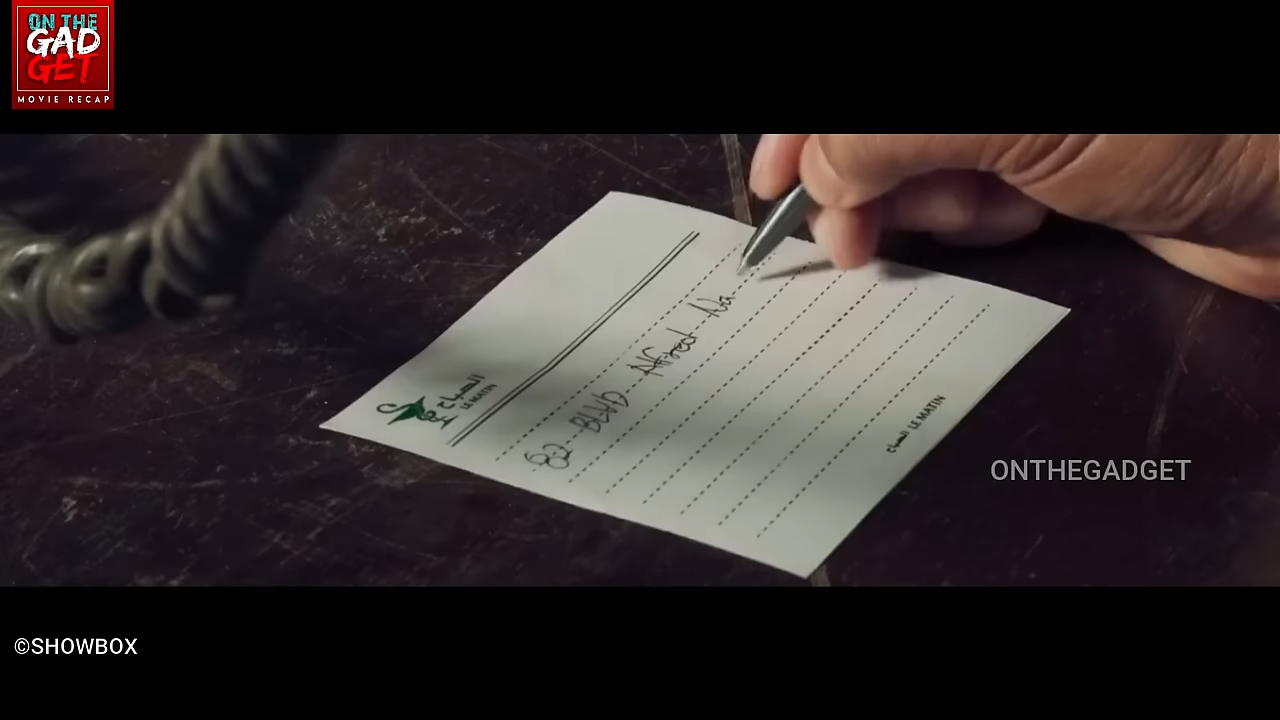 ON THE
GAD
GET
MOVIE RECAP
الصباح
LE MATIN
82 BLVD Alfred Na
الصباح LE MATIN
ONTHEGADGET
©SHOWBOX